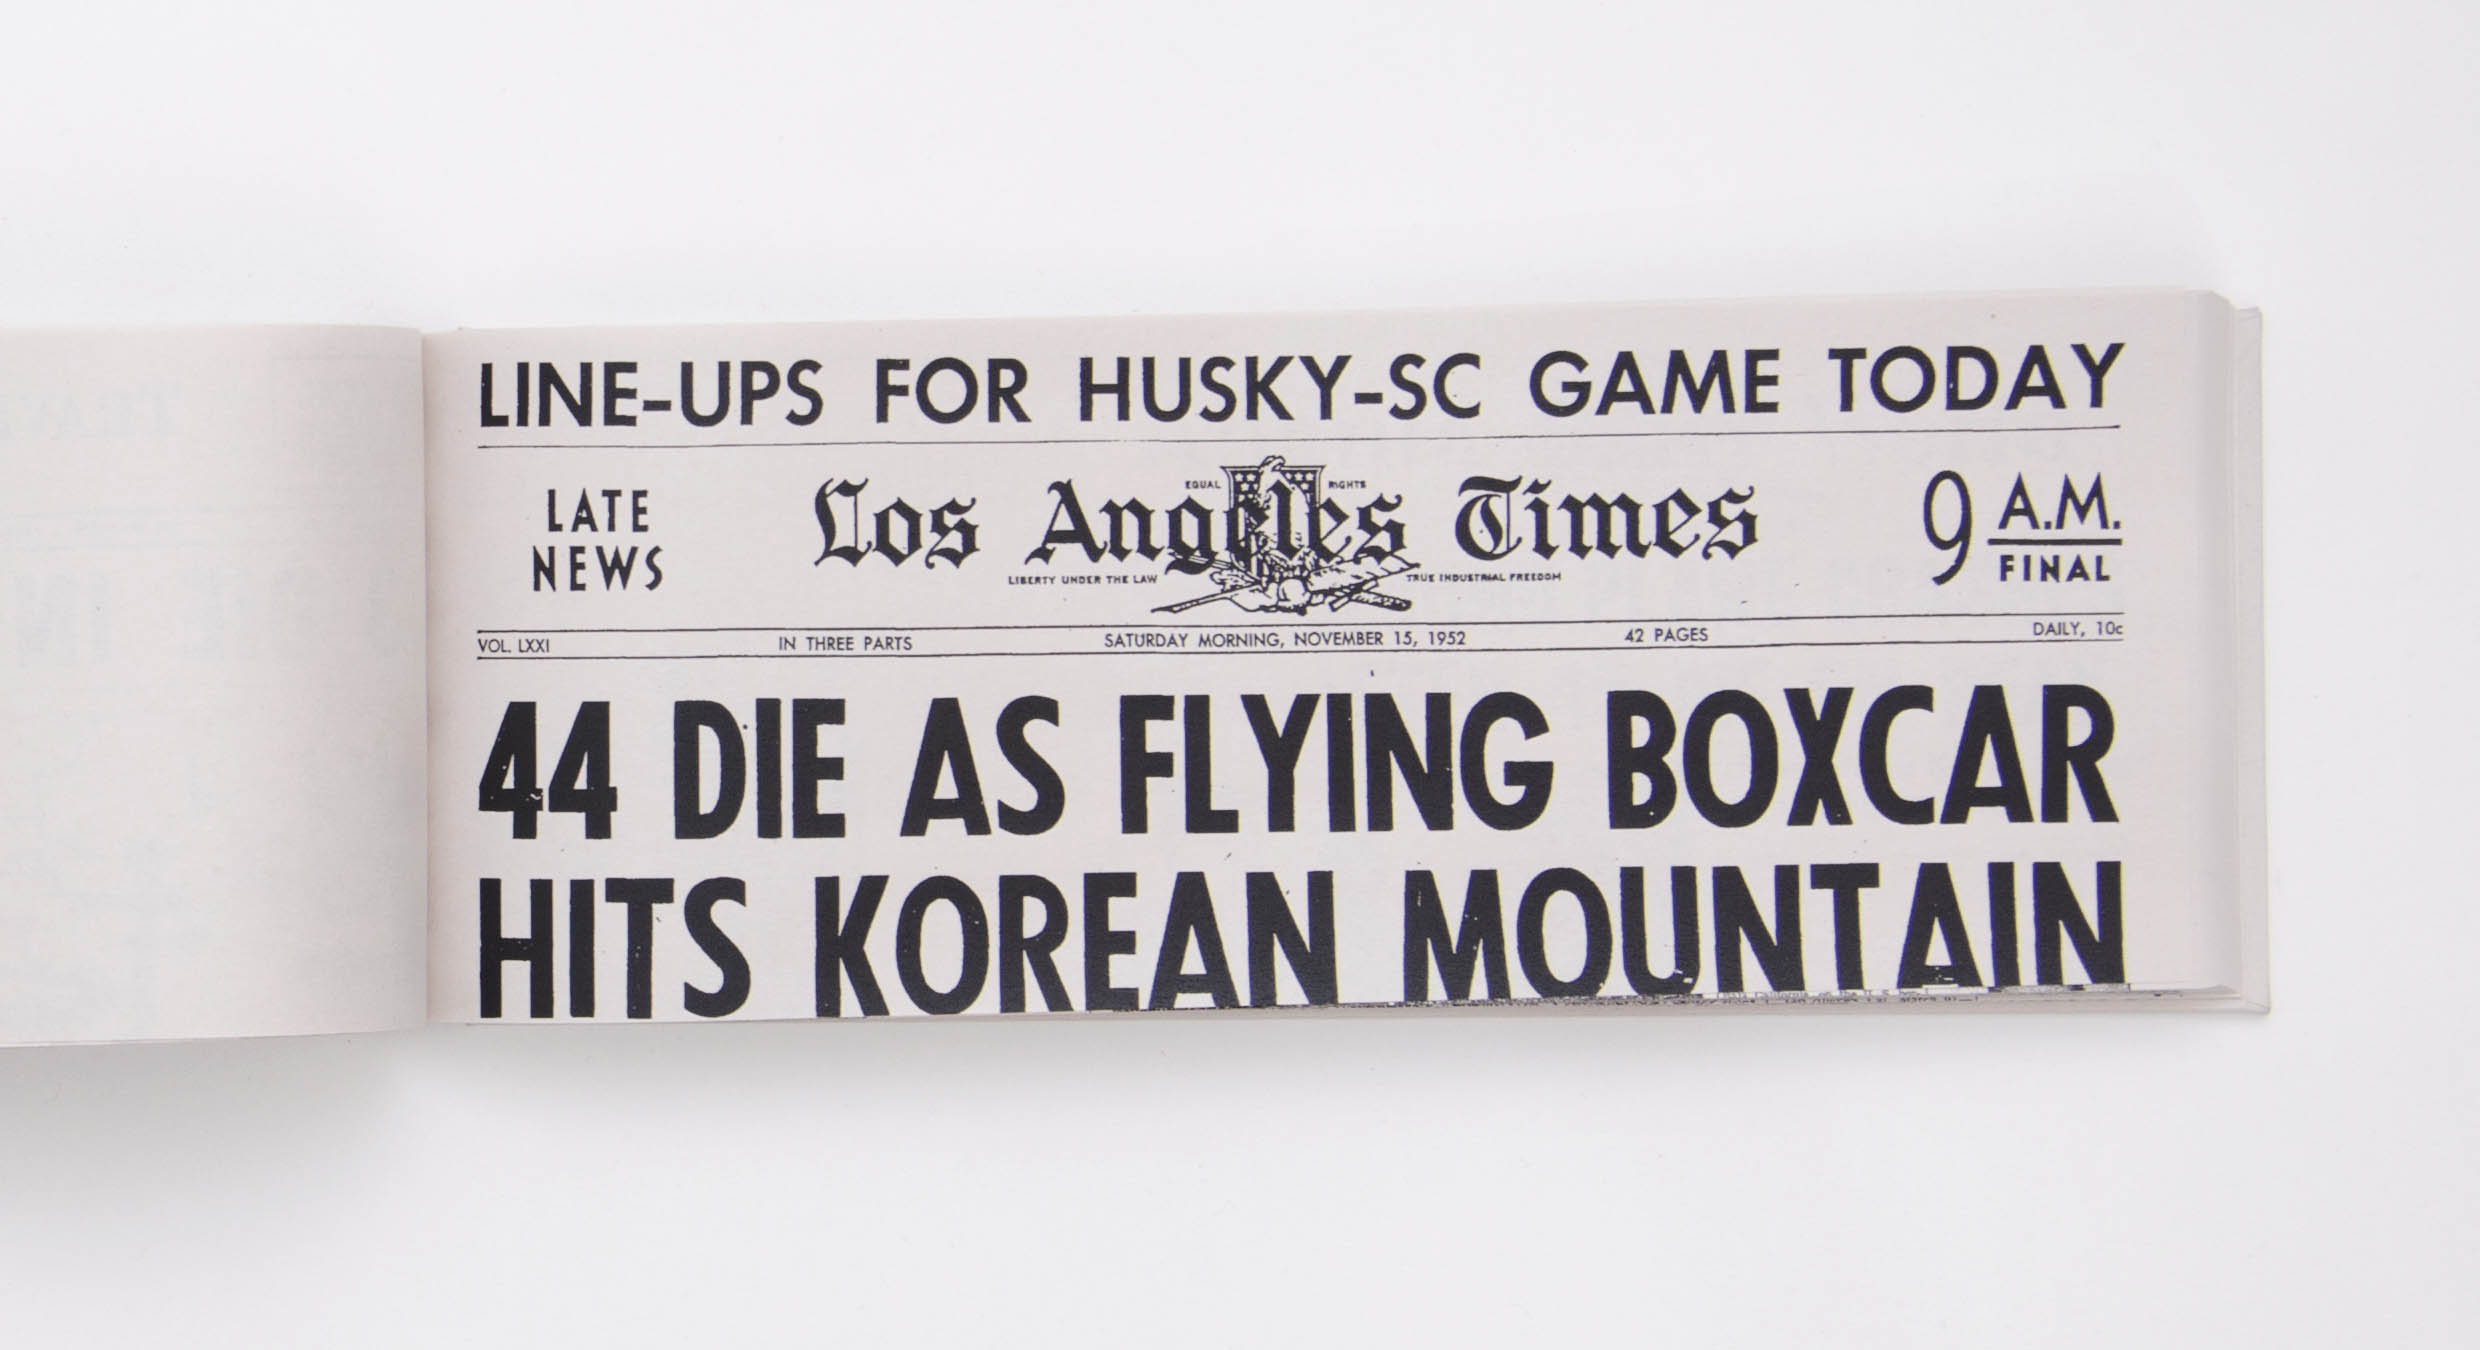 LINE-UPS FOR HUSKY-SC GAME TODAY
LATE
NEWS
EQUAL RIGHTS
Los Angeles Times
LIBERTY UNDER THE LAW TRUE INDUSTRIAL FREEDOM
9 A.M.
FINAL
VOL. LXXI IN THREE PARTS SATURDAY MORNING, NOVEMBER 15, 1952 42 PAGES DAILY, 10c
44 DIE AS FLYING BOXCAR
HITS KOREAN MOUNTAIN